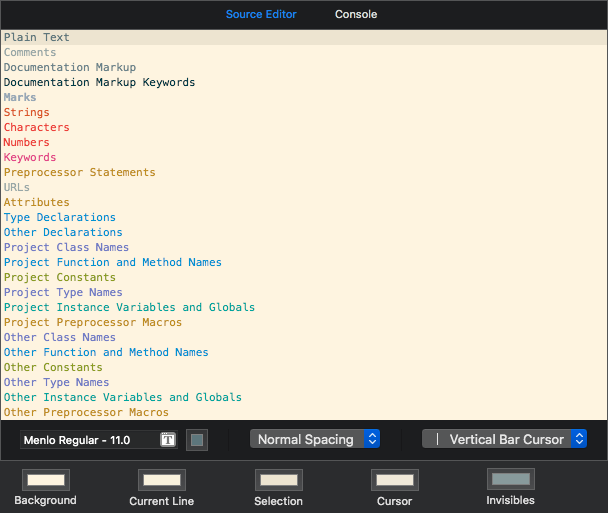 Source Editor Console
Plain Text
Comments
Documentation Markup
Documentation Markup Keywords
Marks
Strings
Characters
Numbers
Keywords
Preprocessor Statements
URLs
Attributes
Type Declarations
Other Declarations
Project Class Names
Project Function and Method Names
Project Constants
Project Type Names
Project Instance Variables and Globals
Project Preprocessor Macros
Other Class Names
Other Function and Method Names
Other Constants
Other Type Names
Other Instance Variables and Globals
Other Preprocessor Macros
Menlo Regular - 11.0 T Normal Spacing Vertical Bar Cursor
Background Current Line Selection Cursor Invisibles